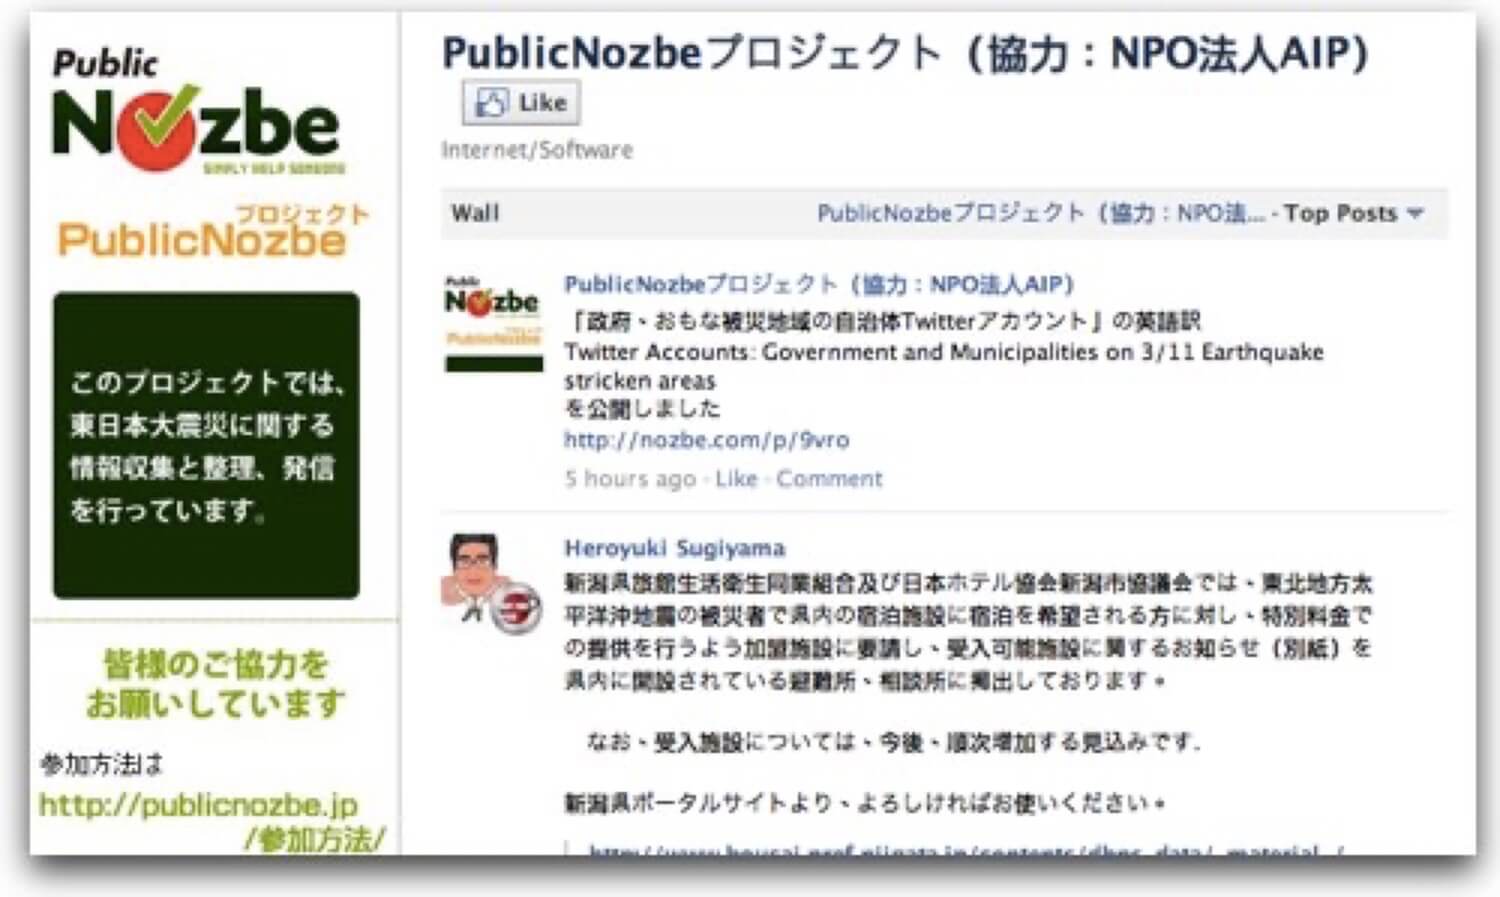 Public
Nozbe
SIMPLY HELP SOMEONE
プロジェクト
PublicNozbe
このプロジェクトでは、
東日本大震災に関する
情報収集と整理、発信
を行っています。
皆様のご協力を
お願いしています
参加方法は
http://publicnozbe.jp
/参加方法/
PublicNozbeプロジェクト（協力：NPO法人AIP）
Like
Internet/Software
Wall
PublicNozbeプロジェクト（協力：NPO法... · Top Posts
Public
Nozbe
プロジェクト
PublicNozbe
PublicNozbeプロジェクト（協力：NPO法人AIP）
「政府、おもな被災地域の自治体Twitterアカウント」の英語訳
Twitter Accounts: Government and Municipalities on 3/11 Earthquake
stricken areas
を公開しました
http://nozbe.com/p/9vro
5 hours ago · Like · Comment
Heroyuki Sugiyama
新潟県旅館生活衛生同業組合及び日本ホテル協会新潟市協議会では、東北地方太
平洋沖地震の被災者で県内の宿泊施設に宿泊を希望される方に対し、特別料金で
の提供を行うよう加盟施設に要請し、受入可能施設に関するお知らせ（別紙）を
県内に開設されている避難所、相談所に掲出しております。
なお、受入施設については、今後、順次増加する見込みです.
新潟県ポータルサイトより、よろしければお使いください。